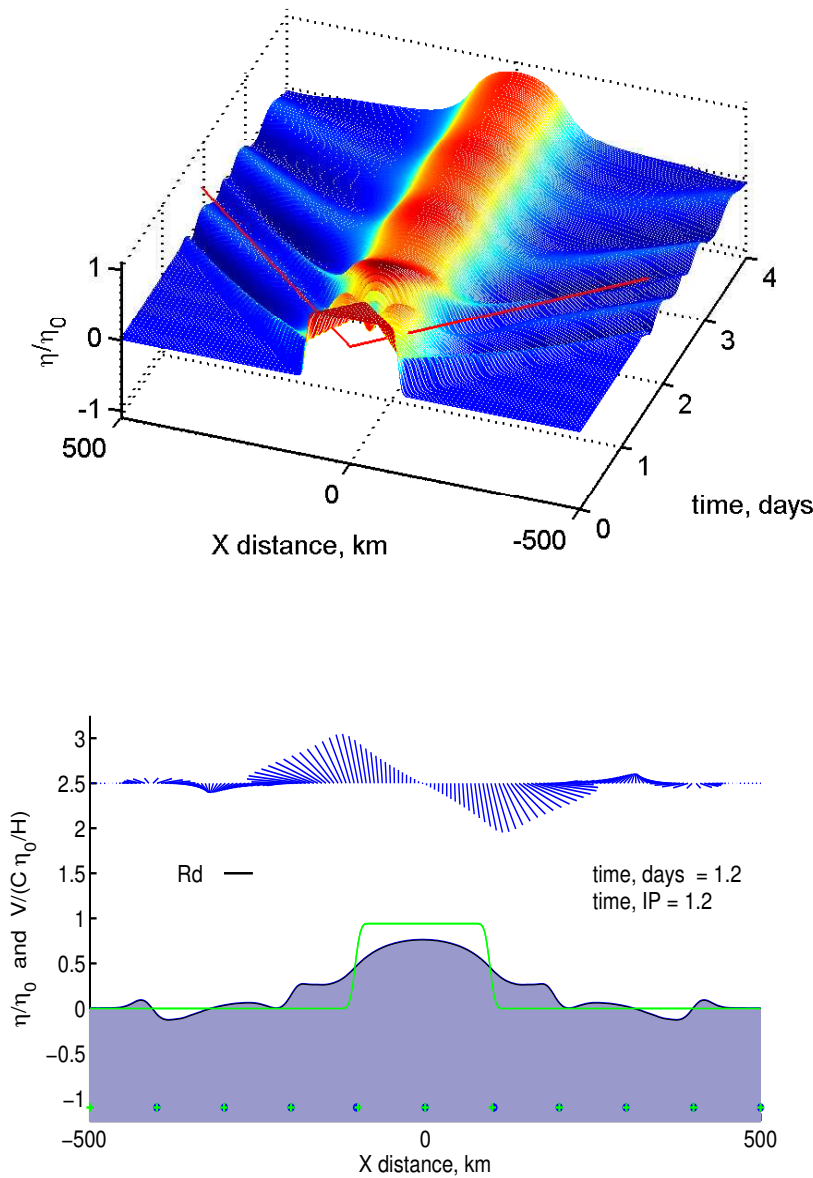 1
0
-1
η/η0
500
0
-500
X distance, km
0
1
2
3
4
time, days
3
2.5
2
1.5
1
0.5
0
−0.5
−1
η/η0 and V/(C η0/H)
Rd
time, days = 1.2
time, IP = 1.2
−500
0
500
X distance, km